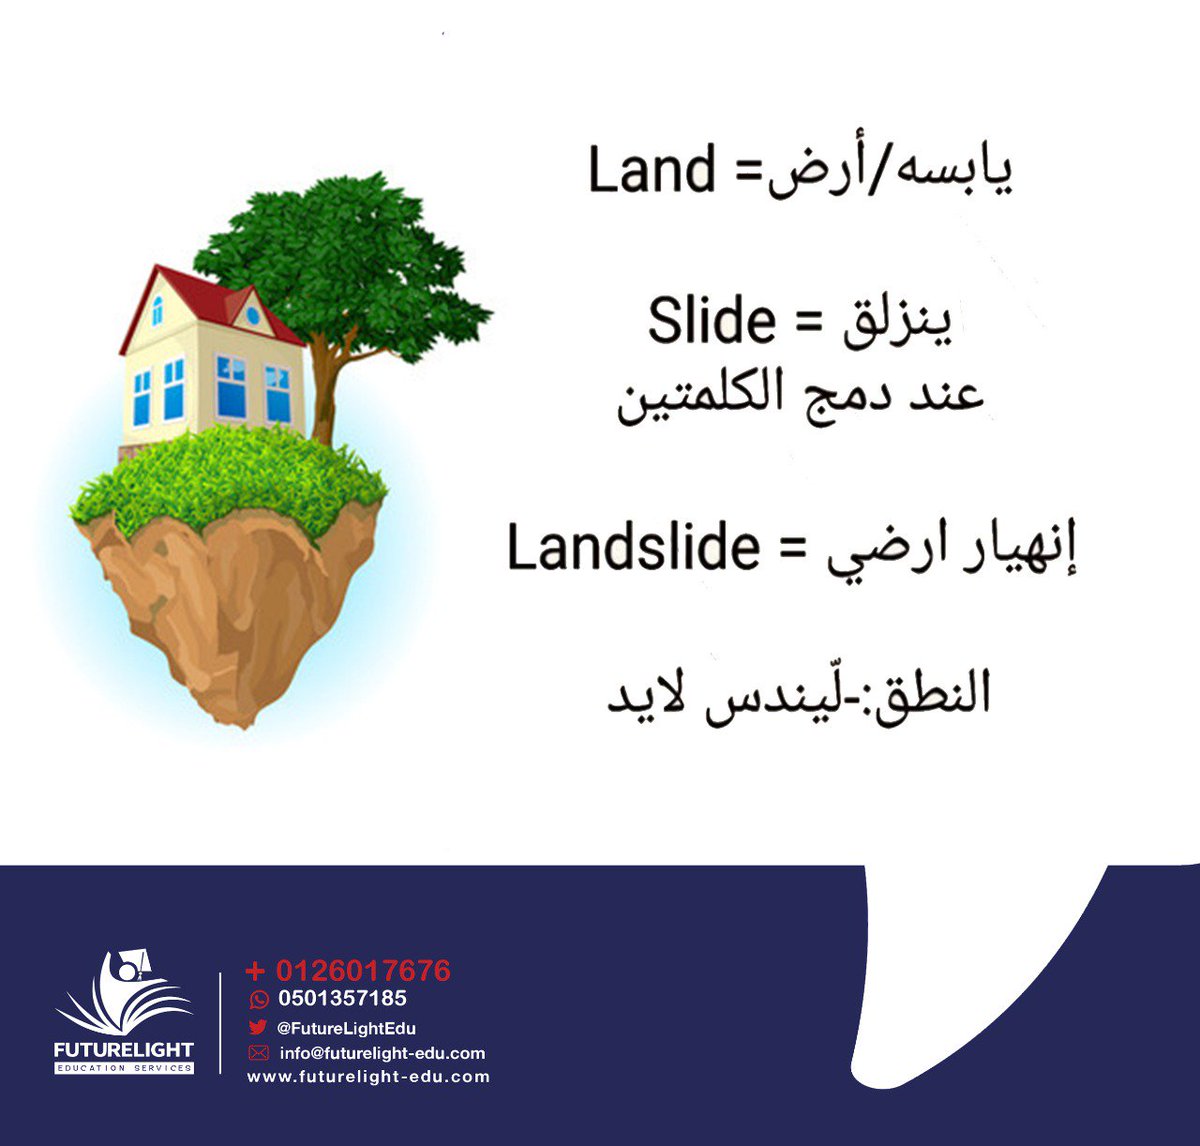 Land = يابسه/أرض
Slide = ينزلق
عند دمج الكلمتين
Landslide = إنهيار ارضي
النطق:-لّيندس لايد
FUTURELIGHT
EDUCATION SERVICES
+ 0126017676
0501357185
@FutureLightEdu
info@futurelight-edu.com
www.futurelight-edu.com